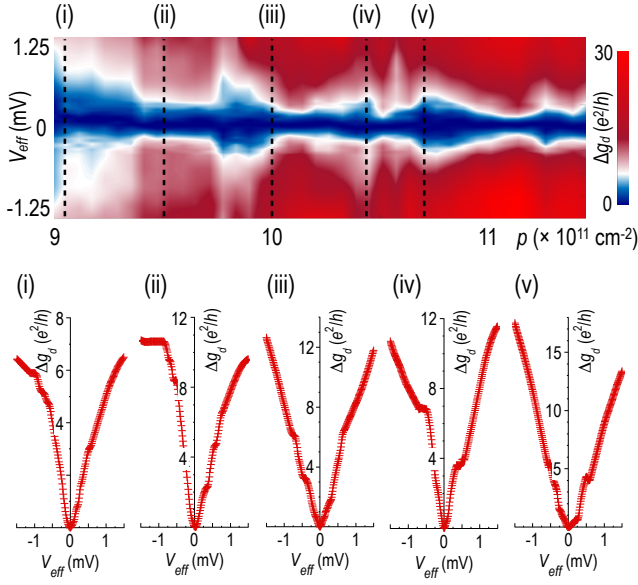 (i) (ii) (iii) (iv) (v)
1.25
0
-1.25
V_eff (mV)
30
0
Δg_d (e²/h)
9 10 11 p (× 10¹¹ cm⁻²)
(i) (ii) (iii) (iv) (v)
8
6
4
2
Δg_d (e²/h)
-1 0 1
V_eff (mV)
12
8
4
Δg_d (e²/h)
-1 0 1
V_eff (mV)
12
8
4
Δg_d (e²/h)
-1 0 1
V_eff (mV)
12
8
4
Δg_d (e²/h)
-1 0 1
V_eff (mV)
15
10
5
Δg_d (e²/h)
-1 0 1
V_eff (mV)